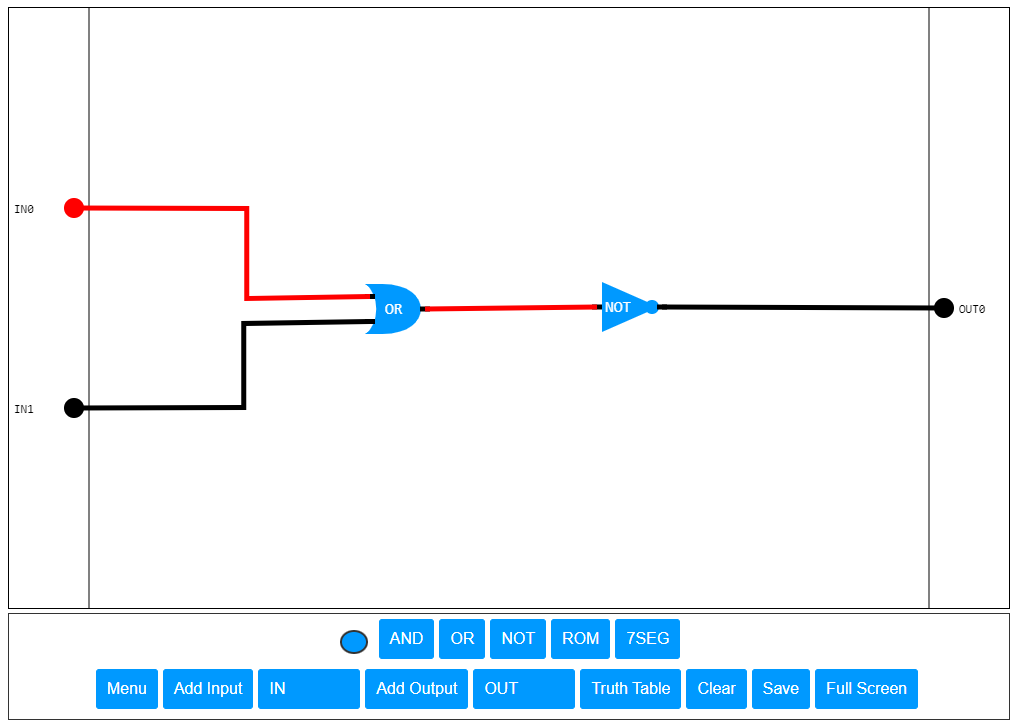 IN0
OR
NOT
OUT0
IN1
AND OR NOT ROM 7SEG
Menu Add Input IN Add Output OUT Truth Table Clear Save Full Screen